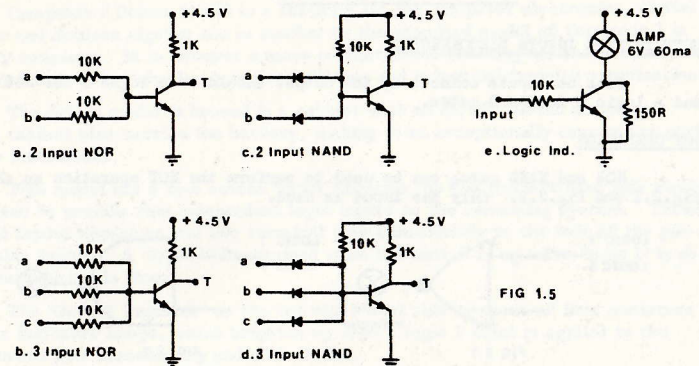 +4.5 V
1K
10K
a
T
b
10K
a. 2 Input NOR
+4.5 V
10K
1K
a
T
b
c. 2 Input NAND
+4.5 V
LAMP
6V 60ma
10K
Input
150R
e. Logic Ind.
+4.5 V
1K
10K
a
T
10K
b
10K
c
b. 3 Input NOR
+4.5 V
10K
1K
a
T
b
c
d. 3 Input NAND
FIG 1.5